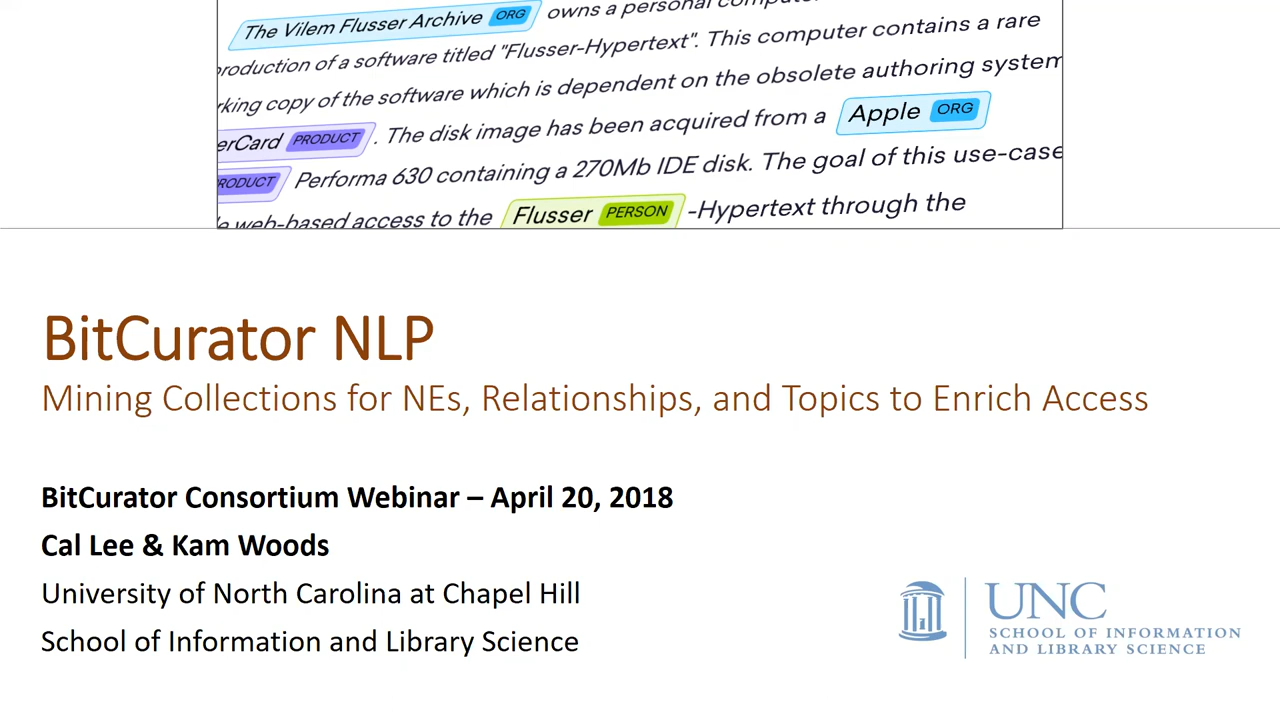 The Vilem Flusser Archive ORG owns a personal computer
production of a software titled "Flusser-Hypertext". This computer contains a rare
rking copy of the software which is dependent on the obsolete authoring system
erCard PRODUCT . The disk image has been acquired from a Apple ORG
RODUCT Performa 630 containing a 270Mb IDE disk. The goal of this use-case
e web-based access to the Flusser PERSON -Hypertext through the
BitCurator NLP
Mining Collections for NEs, Relationships, and Topics to Enrich Access
BitCurator Consortium Webinar – April 20, 2018
Cal Lee & Kam Woods
University of North Carolina at Chapel Hill
School of Information and Library Science
UNC
SCHOOL OF INFORMATION
AND LIBRARY SCIENCE